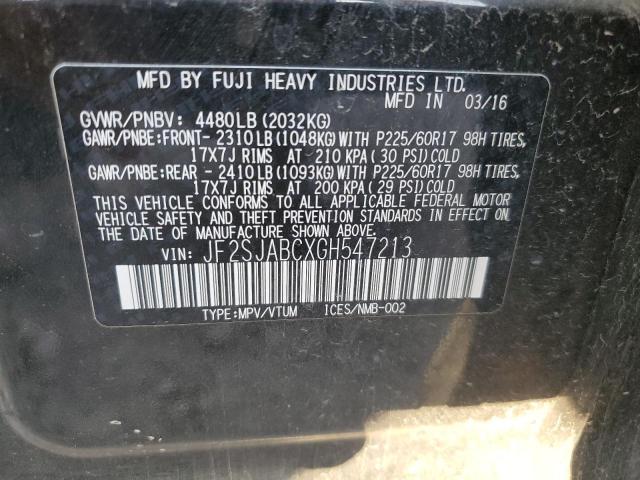 MFD BY FUJI HEAVY INDUSTRIES LTD.
MFD IN 03/16
GVWR/PNBV: 4480LB (2032KG)
GAWR/PNBE:FRONT- 2310LB (1048KG) WITH P225/60R17 98H TIRES,
17X7J RIMS AT 210 KPA (30 PSI) COLD
GAWR/PNBE:REAR - 2410LB (1093KG) WITH P225/60R17 98H TIRES,
17X7J RIMS AT 200 KPA (29 PSI) COLD
THIS VEHICLE CONFORMS TO ALL APPLICABLE FEDERAL MOTOR
VEHICLE SAFETY AND THEFT PREVENTION STANDARDS IN EFFECT
ON THE DATE OF MANUFACTURE SHOWN ABOVE.
VIN: JF2SJABCXGH547213
TYPE:MPV/VTUM ICES/NMB-002